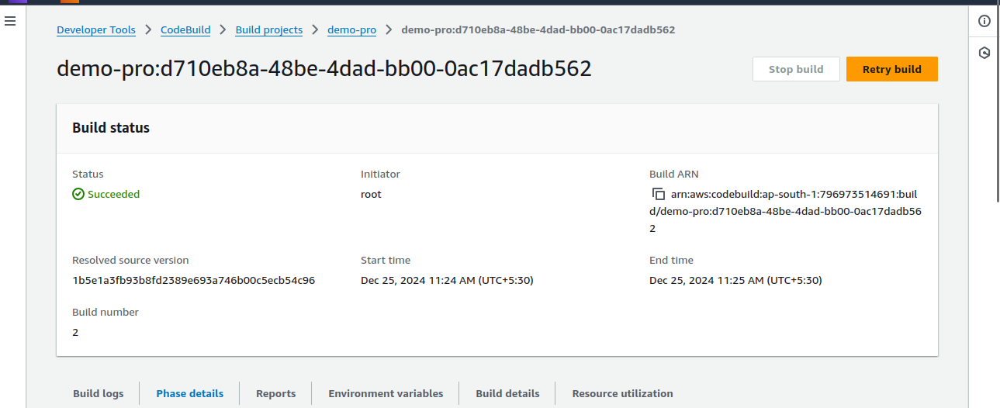 Developer Tools > CodeBuild > Build projects > demo-pro > demo-pro:d710eb8a-48be-4dad-bb00-0ac17dadb562
demo-pro:d710eb8a-48be-4dad-bb00-0ac17dadb562
Stop build
Retry build
Build status
Status
Succeeded
Initiator
root
Build ARN
arn:aws:codebuild:ap-south-1:796973514691:buil
d/demo-pro:d710eb8a-48be-4dad-bb00-0ac17dadb56
2
Resolved source version
1b5e1a3fb93b8fd2389e693a746b00c5ecb54c96
Start time
Dec 25, 2024 11:24 AM (UTC+5:30)
End time
Dec 25, 2024 11:25 AM (UTC+5:30)
Build number
2
Build logs
Phase details
Reports
Environment variables
Build details
Resource utilization